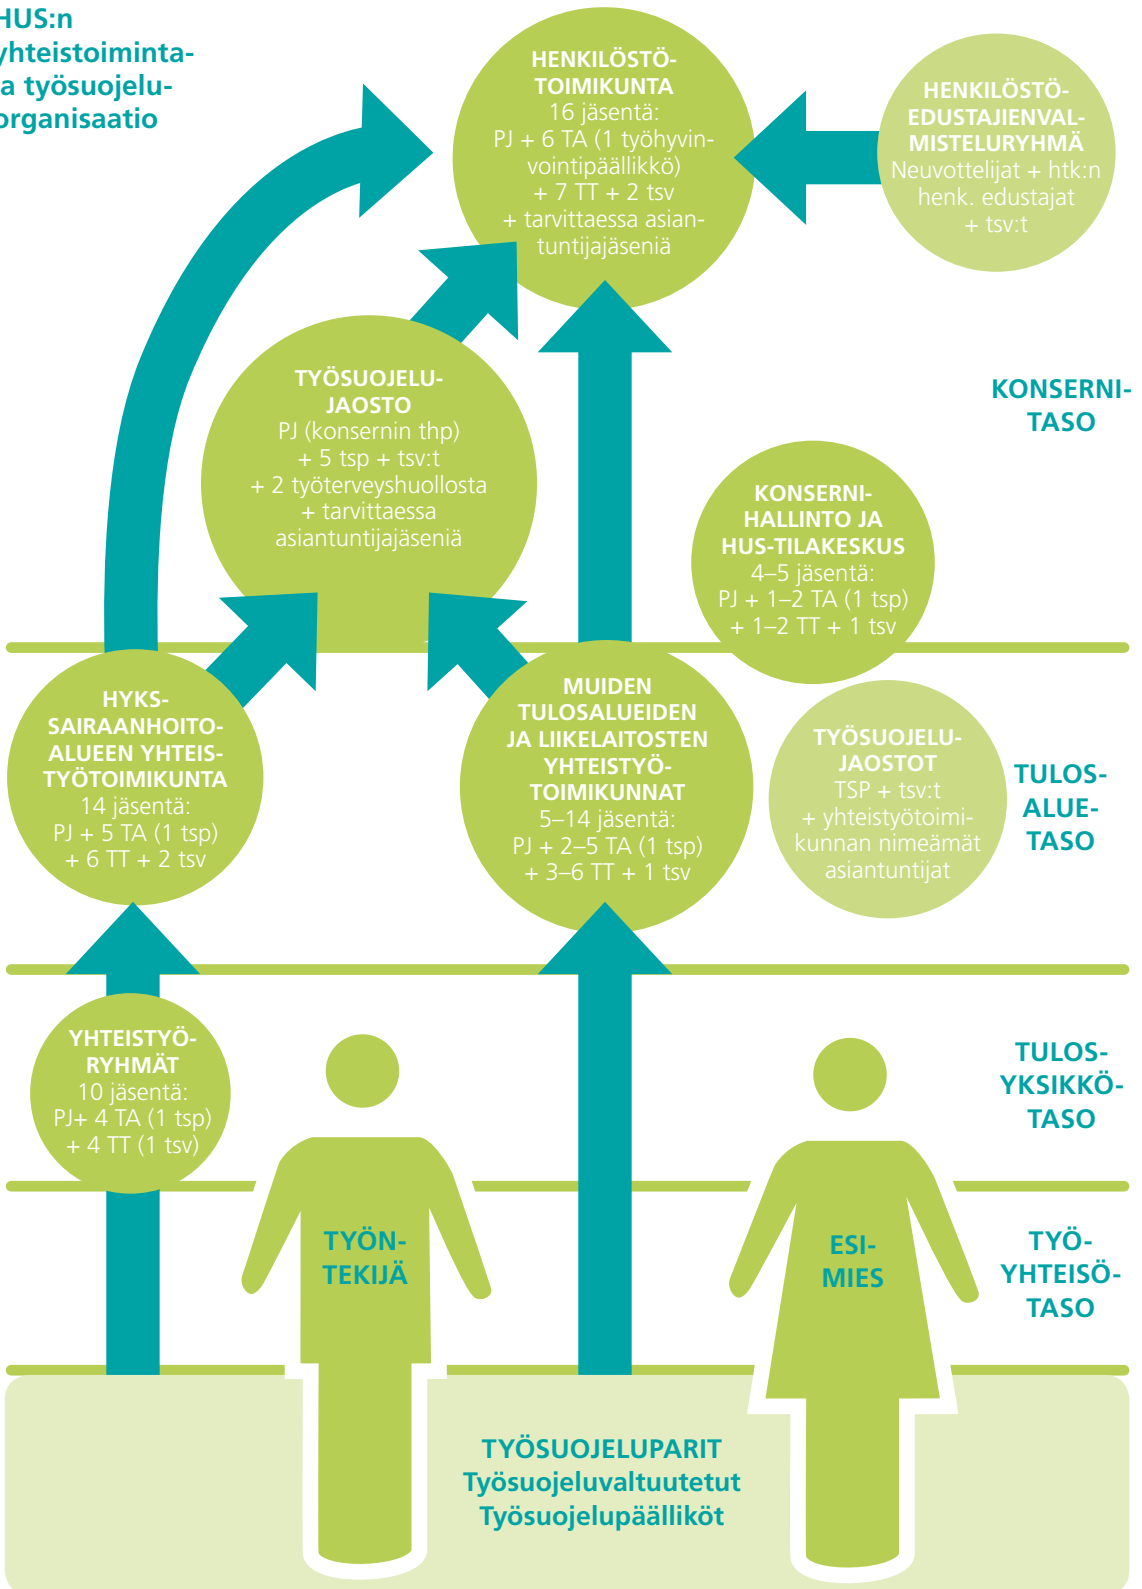 HUS:n
yhteistoiminta-
ja työsuojelu-
organisaatio
HENKILÖSTÖ-
TOIMIKUNTA
16 jäsentä:
PJ + 6 TA (1 työhyvin-
vointipäällikkö)
+ 7 TT + 2 tsv
+ tarvittaessa asian-
tuntijajäseniä
HENKILÖSTÖ-
EDUSTAJIENVAL-
MISTELURYHMÄ
Neuvottelijat + htk:n
henk. edustajat
+ tsv:t
TYÖSUOJELU-
JAOSTO
PJ (konsernin thp)
+ 5 tsp + tsv:t
+ 2 työterveyshuollosta
+ tarvittaessa
asiantuntijajäseniä
KONSERNI-
TASO
KONSERNI-
HALLINTO JA
HUS-TILAKESKUS
4–5 jäsentä:
PJ + 1–2 TA (1 tsp)
+ 1–2 TT + 1 tsv
HYKS-
SAIRAANHOITO-
ALUEEN YHTEIS-
TYÖTOIMIKUNTA
14 jäsentä:
PJ + 5 TA (1 tsp)
+ 6 TT + 2 tsv
MUIDEN
TULOSALUEIDEN
JA LIIKELAITOSTEN
YHTEISTYÖ-
TOIMIKUNNAT
5–14 jäsentä:
PJ + 2–5 TA (1 tsp)
+ 3–6 TT + 1 tsv
TYÖSUOJELU-
JAOSTOT
TSP + tsv:t
+ yhteistyötoimi-
kunnan nimeämät
asiantuntijat
TULOS-
ALUE-
TASO
YHTEISTYÖ-
RYHMÄT
10 jäsentä:
PJ+ 4 TA (1 tsp)
+ 4 TT (1 tsv)
TULOS-
YKSIKKÖ-
TASO
TYÖN-
TEKIJÄ
ESI-
MIES
TYÖ-
YHTEISÖ-
TASO
TYÖSUOJELUPARIT
Työsuojeluvaltuutetut
Työsuojelupäälliköt